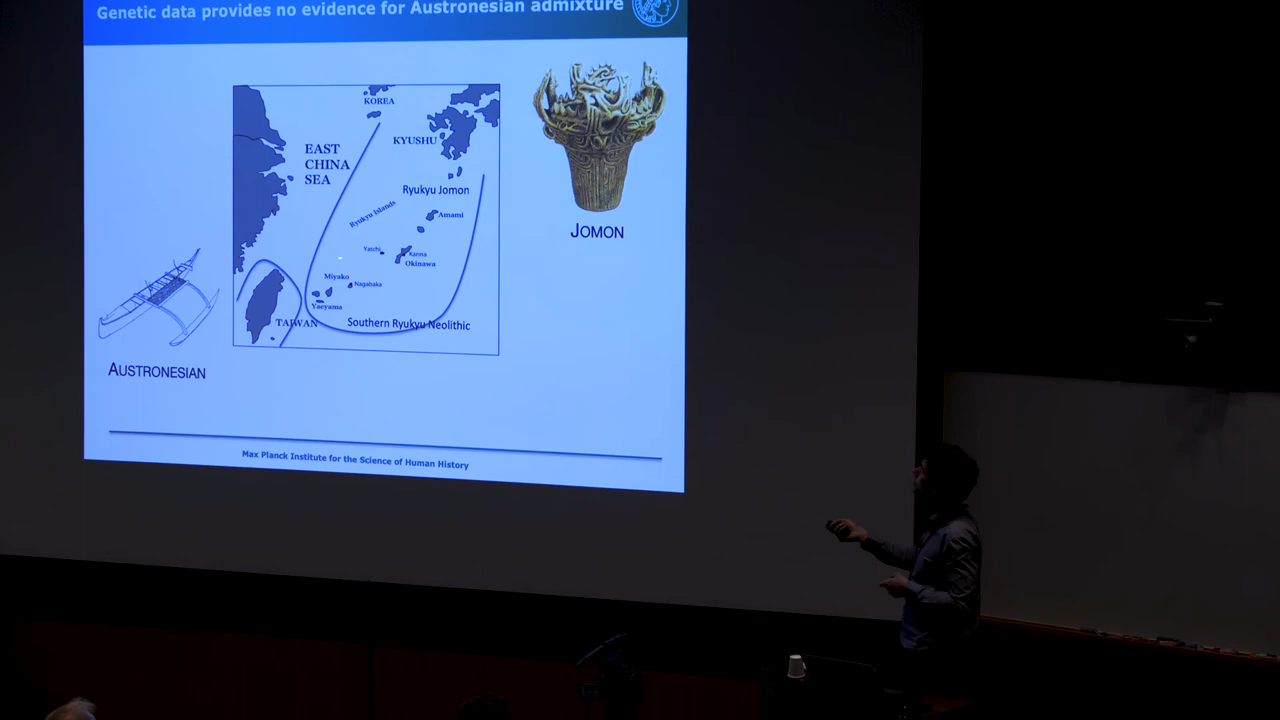 Genetic data provides no evidence for Austronesian admixture
KOREA
KYUSHU
EAST
CHINA
SEA
Ryukyu Jomon
Ryukyu Islands
Amami
Yatchi
Kanna
Okinawa
Miyako
Nagabaka
Yaeyama
TAIWAN
Southern Ryukyu Neolithic
JOMON
AUSTRONESIAN
Max Planck Institute for the Science of Human History